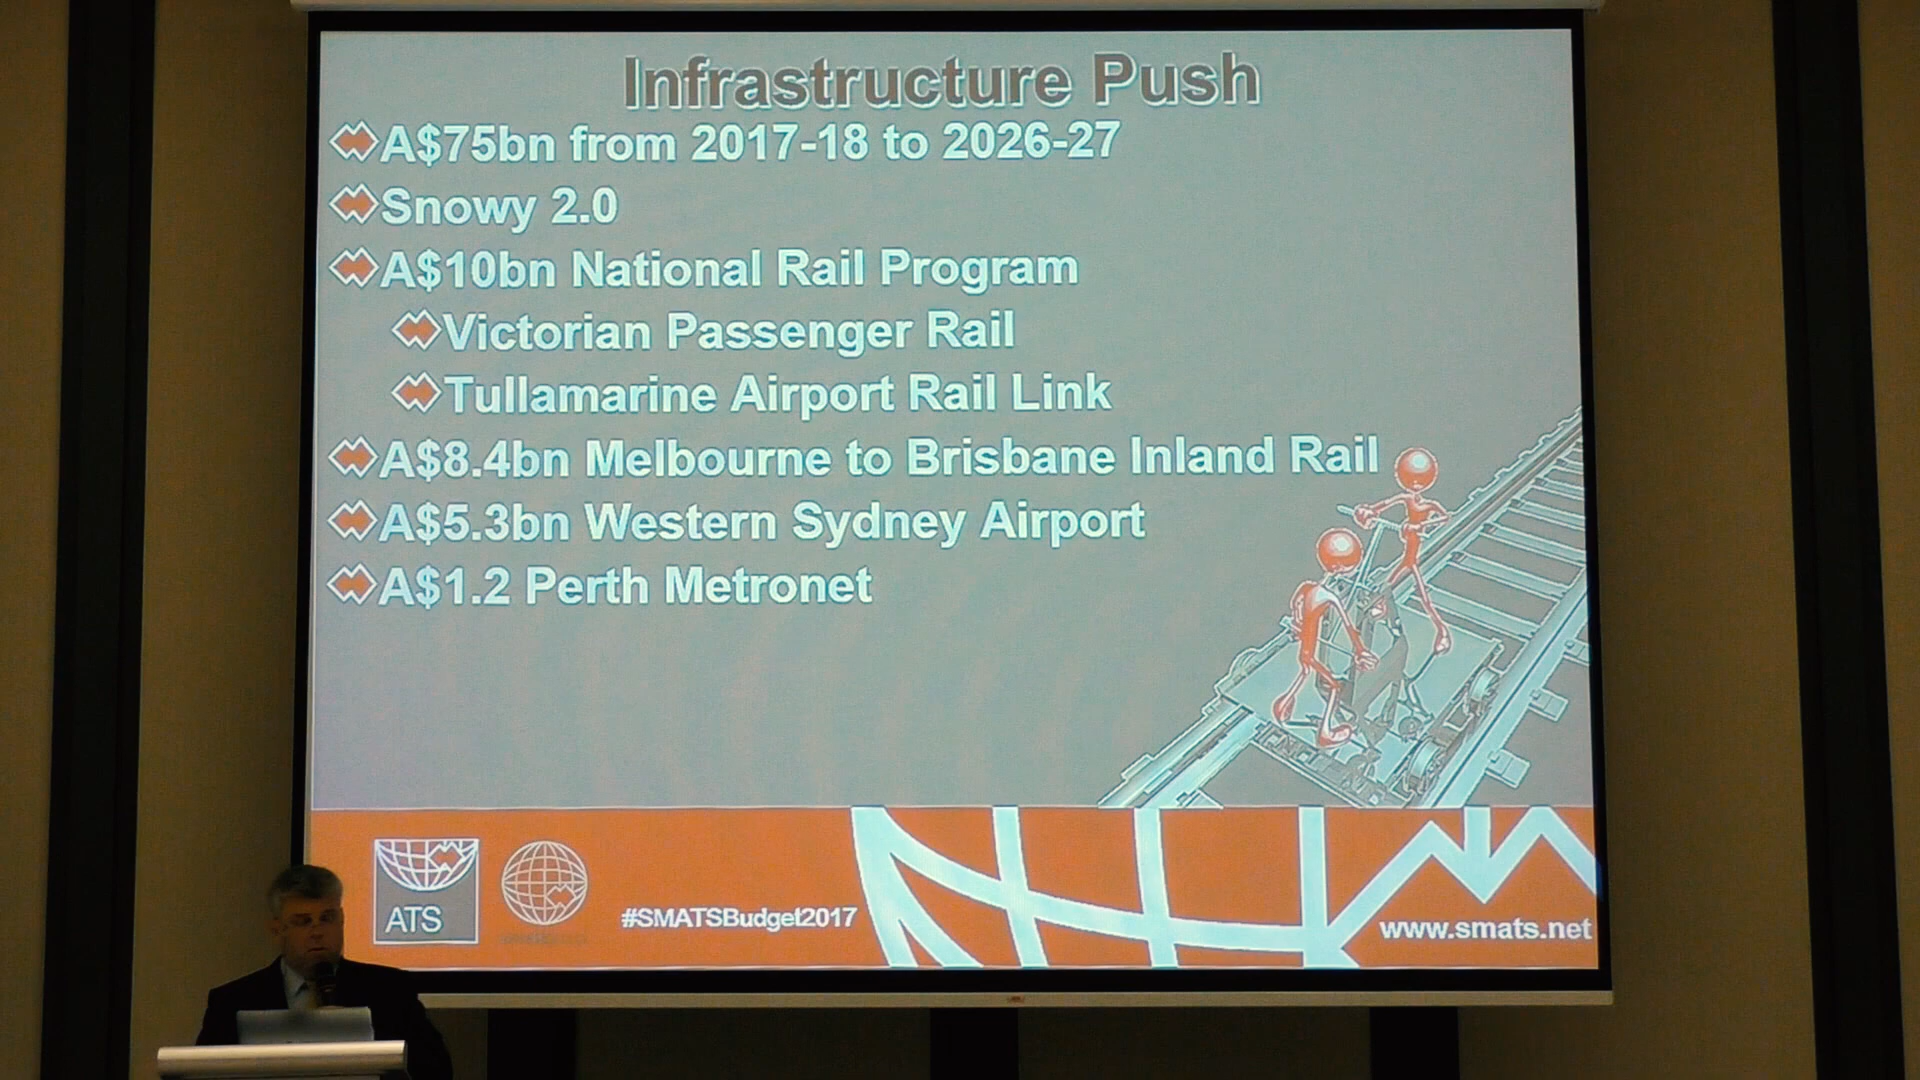 Infrastructure Push
A$75bn from 2017-18 to 2026-27
Snowy 2.0
A$10bn National Rail Program
Victorian Passenger Rail
Tullamarine Airport Rail Link
A$8.4bn Melbourne to Brisbane Inland Rail
A$5.3bn Western Sydney Airport
A$1.2 Perth Metronet
ATS
#SMATSBudget2017
www.smats.net